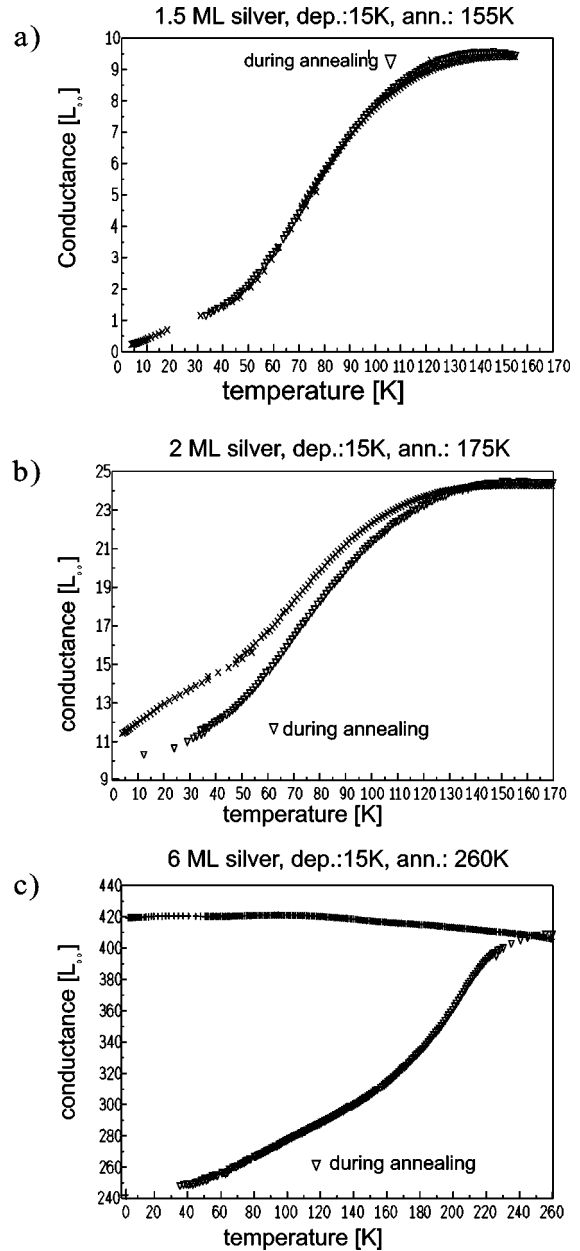 a)
1.5 ML silver, dep.:15K, ann.: 155K
during annealing ▽
Conductance [L₀₀]
10
9
8
7
6
5
4
3
2
1
0
0 10 20 30 40 50 60 70 80 90 100 110 120 130 140 150 160 170
temperature [K]
b)
2 ML silver, dep.:15K, ann.: 175K
conductance [L₀₀]
25
23
21
19
17
15
13
11
9
▽ during annealing
0 10 20 30 40 50 60 70 80 90 100 110 120 130 140 150 160 170
temperature [K]
c)
6 ML silver, dep.:15K, ann.: 260K
conductance [L₀₀]
440
420
400
380
360
340
320
300
280
260
240
▽ during annealing
0 20 40 60 80 100 120 140 160 180 200 220 240 260
temperature [K]